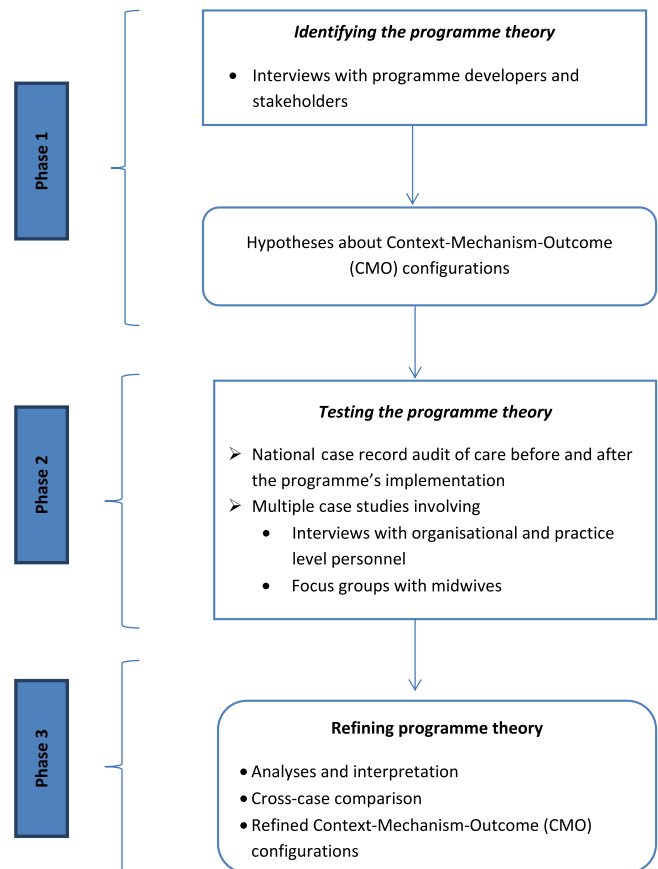 Phase 1
Identifying the programme theory
• Interviews with programme developers and
stakeholders
Hypotheses about Context-Mechanism-Outcome
(CMO) configurations
Phase 2
Testing the programme theory
➢ National case record audit of care before and after
the programme’s implementation
➢ Multiple case studies involving
• Interviews with organisational and practice
level personnel
• Focus groups with midwives
Phase 3
Refining programme theory
• Analyses and interpretation
• Cross-case comparison
• Refined Context-Mechanism-Outcome (CMO)
configurations